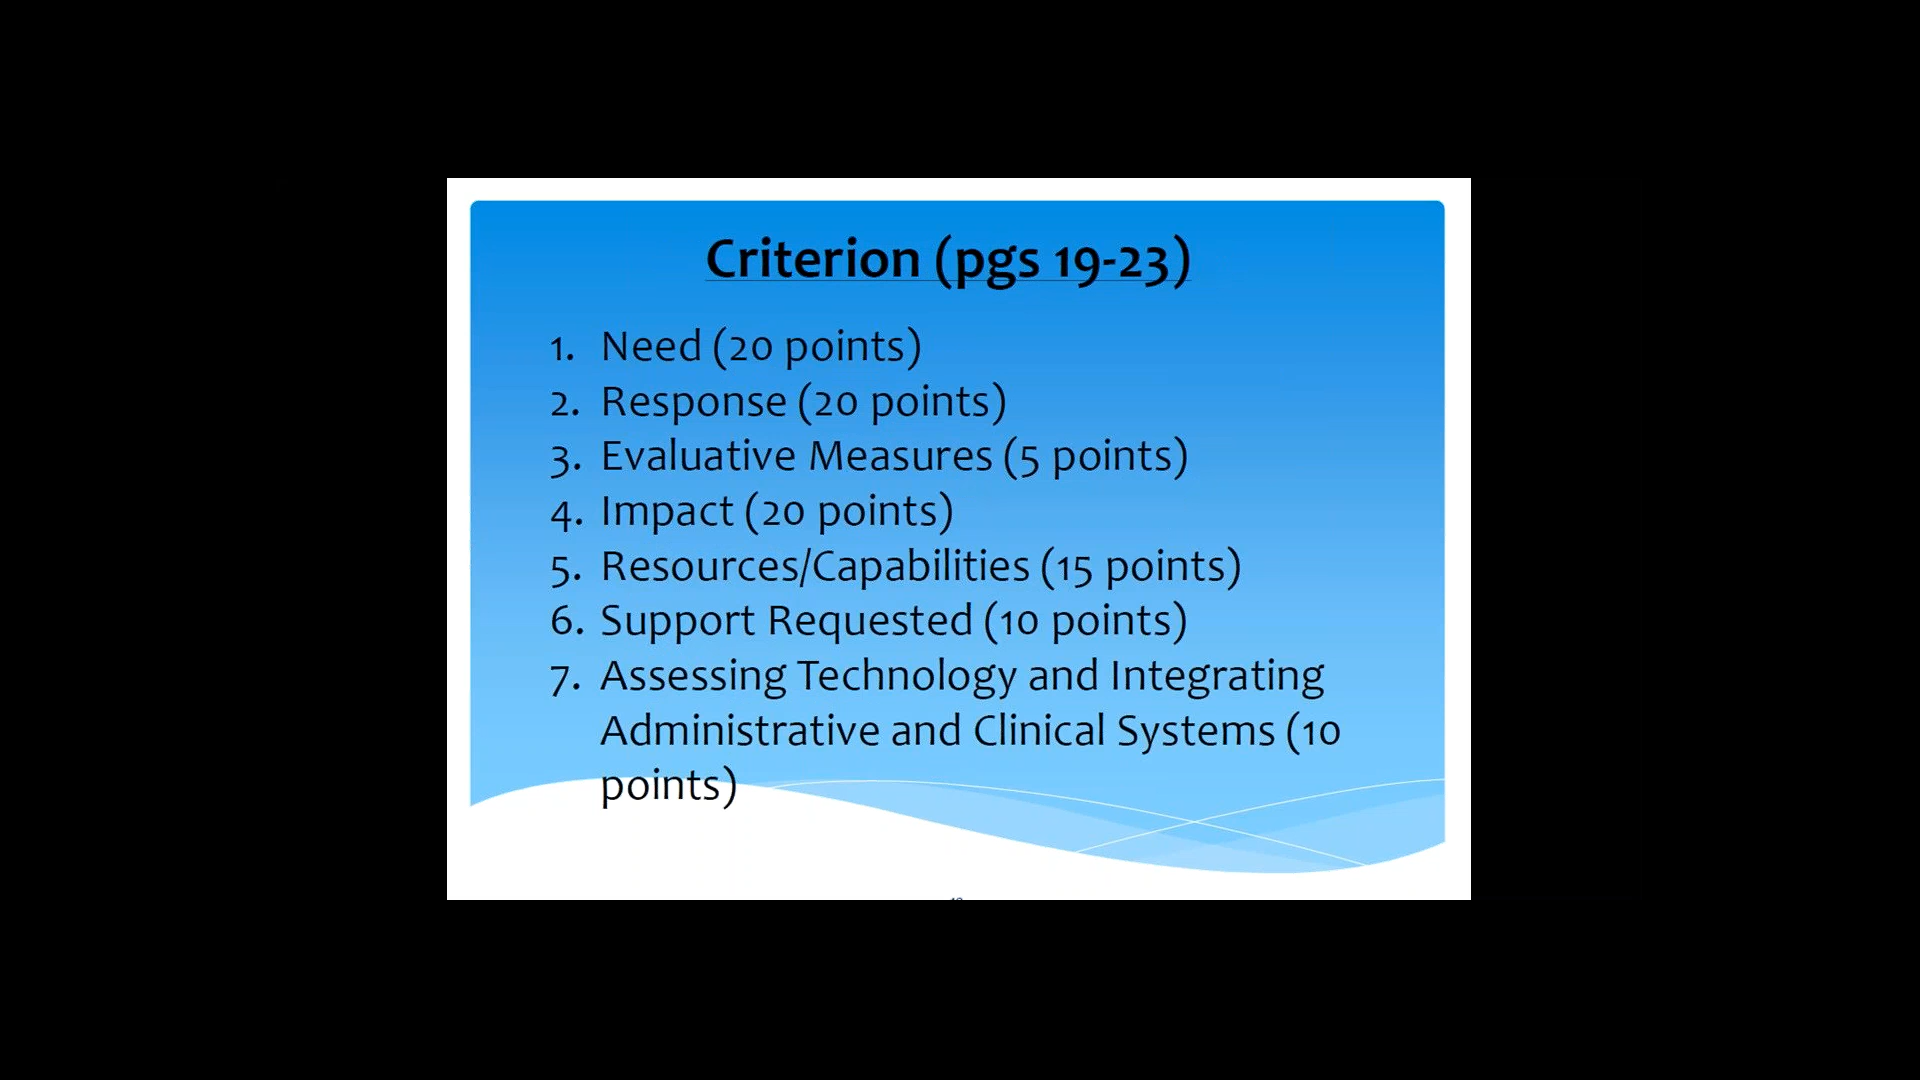 Criterion (pgs 19-23)
1. Need (20 points)
2. Response (20 points)
3. Evaluative Measures (5 points)
4. Impact (20 points)
5. Resources/Capabilities (15 points)
6. Support Requested (10 points)
7. Assessing Technology and Integrating
Administrative and Clinical Systems (10
points)